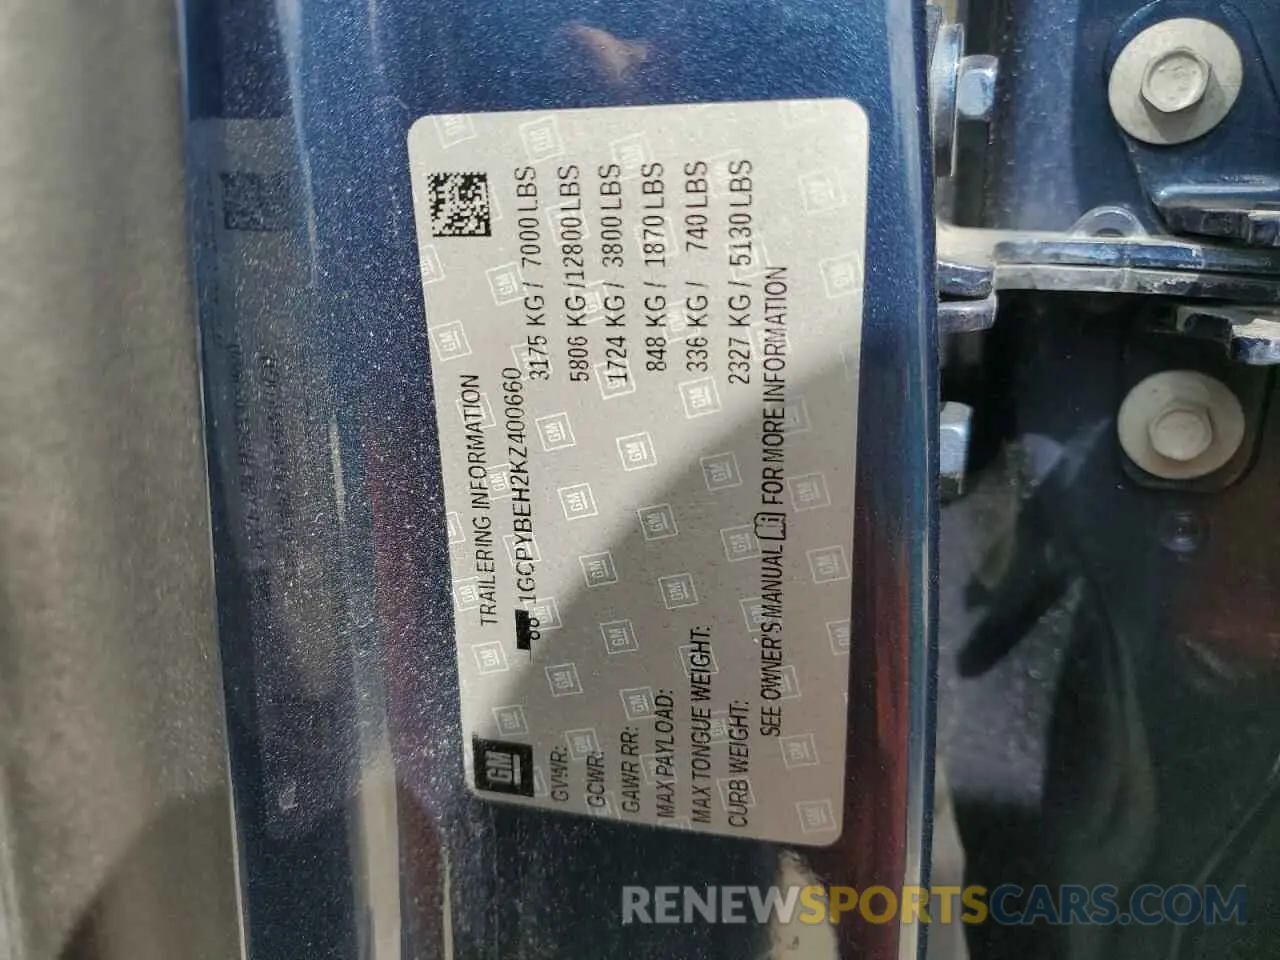 TRAILERING INFORMATION
1GCPYBEH2KZ400660
GVWR: 3175 KG / 7000 LBS
GCWR: 5806 KG /12800 LBS
GAWR RR: 1724 KG / 3800 LBS
MAX PAYLOAD: 848 KG / 1870 LBS
MAX TONGUE WEIGHT: 336 KG / 740 LBS
CURB WEIGHT: 2327 KG / 5130 LBS
SEE OWNER'S MANUAL FOR MORE INFORMATION
GM
RENEWSPORTSCARS.COM